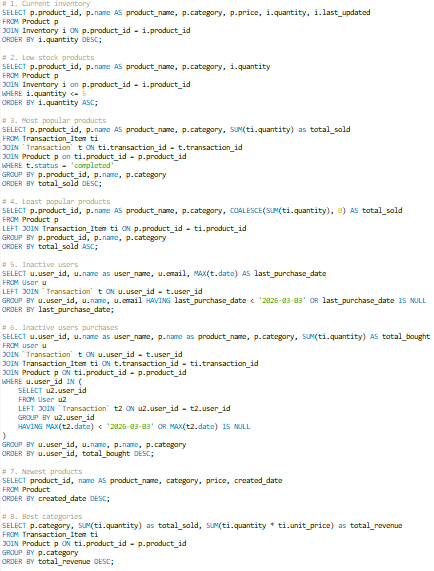 # 1. Current inventory
SELECT p.product_id, p.name AS product_name, p.category, p.price, i.quantity, i.last_updated
FROM Product p
JOIN Inventory i ON p.product_id = i.product_id
ORDER BY i.quantity DESC;
# 2. Low stock products
SELECT p.product_id, p.name AS product_name, p.category, i.quantity
FROM Product p
JOIN Inventory i on p.product_id = i.product_id
WHERE i.quantity <= 5
ORDER BY i.quantity ASC;
# 3. Most popular products
SELECT p.product_id, p.name AS product_name, p.category, SUM(ti.quantity) as total_sold
FROM Transaction_Item ti
JOIN `Transaction` t ON ti.transaction_id = t.transaction_id
JOIN Product p on ti.product_id = p.product_id
WHERE t.status = 'completed'
GROUP BY p.product_id, p.name, p.category
ORDER BY total_sold DESC;
# 4. Least popular products
SELECT p.product_id, p.name AS product_name, p.category, COALESCE(SUM(ti.quantity), 0) AS total_sold
FROM Product p
LEFT JOIN Transaction_Item ti ON p.product_id = ti.product_id
GROUP BY p.product_id, p.name, p.category
ORDER BY total_sold ASC;
# 5. Inactive users
SELECT u.user_id, u.name as user_name, u.email, MAX(t.date) AS last_purchase_date
FROM User u
LEFT JOIN `Transaction` t ON u.user_id = t.user_id
GROUP BY u.user_id, u.name, u.email HAVING last_purchase_date < '2026-03-03' OR last_purchase_date IS NULL
ORDER BY last_purchase_date;
# 6. Inactive users purchases
SELECT u.user_id, u.name as user_name, p.name as product_name, p.category, SUM(ti.quantity) AS total_bought
FROM user u
JOIN `Transaction` t ON u.user_id = t.user_id
JOIN Transaction_Item ti ON t.transaction_id = ti.transaction_id
JOIN Product p ON ti.product_id = p.product_id
WHERE u.user_id IN (
SELECT u2.user_id
FROM User u2
LEFT JOIN `Transaction` t2 ON u2.user_id = t2.user_id
GROUP BY u2.user_id
HAVING MAX(t2.date) < '2026-03-03' OR MAX(t2.date) IS NULL
)
GROUP BY u.user_id, u.name, p.name, p.category
ORDER BY u.user_id, total_bought DESC;
# 7. Newest products
SELECT product_id, name AS product_name, category, price, created_date
FROM Product
ORDER BY created_date DESC;
# 8. Best categories
SELECT p.category, SUM(ti.quantity) as total_sold, SUM(ti.quantity * ti.unit_price) as total_revenue
FROM Transaction_Item ti
JOIN Product p ON ti.product_id = p.product_id
GROUP BY p.category
ORDER BY total_revenue DESC;